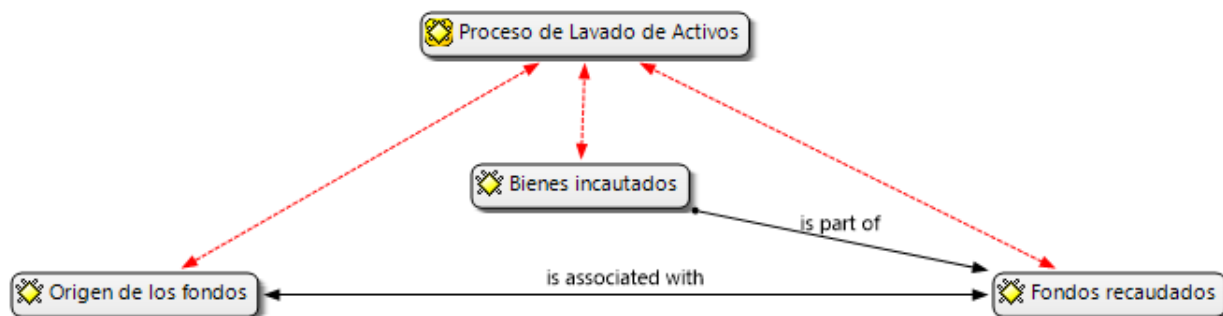 Proceso de Lavado de Activos
Bienes incautados
is part of
is associated with
Origen de los fondos
Fondos recaudados